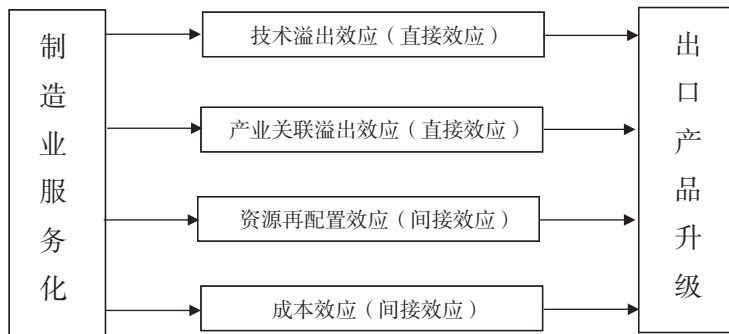 制造业服务化
技术溢出效应（直接效应）
产业关联溢出效应（直接效应）
资源再配置效应（间接效应）
成本效应（间接效应）
出口产品升级